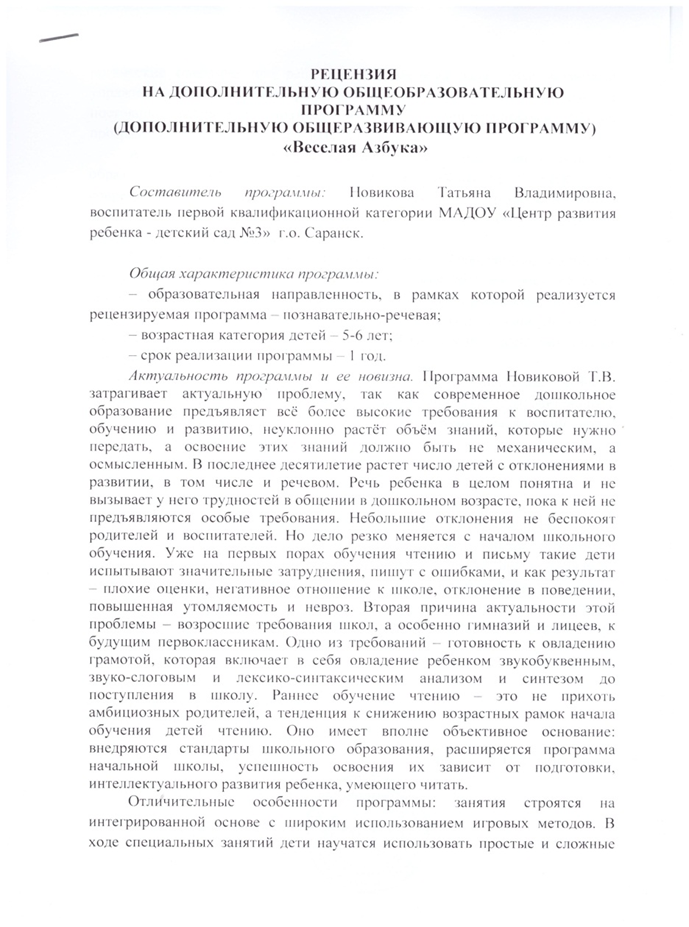 РЕЦЕНЗИЯ
НА ДОПОЛНИТЕЛЬНУЮ ОБЩЕОБРАЗОВАТЕЛЬНУЮ
ПРОГРАММУ
(ДОПОЛНИТЕЛЬНУЮ ОБЩЕРАЗВИВАЮЩУЮ ПРОГРАММУ)
«Веселая Азбука»
Составитель программы: Новикова Татьяна Владимировна,
воспитатель первой квалификационной категории МАДОУ «Центр развития
ребенка - детский сад №3» г.о. Саранск.
Общая характеристика программы:
– образовательная направленность, в рамках которой реализуется
рецензируемая программа – познавательно-речевая;
– возрастная категория детей – 5-6 лет;
– срок реализации программы – 1 год.
Актуальность программы и ее новизна. Программа Новиковой Т.В.
затрагивает актуальную проблему, так как современное дошкольное
образование предъявляет всё более высокие требования к воспитателю,
обучению и развитию, неуклонно растёт объём знаний, которые нужно
передать, а освоение этих знаний должно быть не механическим, а
осмысленным. В последнее десятилетие растет число детей с отклонениями в
развитии, в том числе и речевом. Речь ребенка в целом понятна и не
вызывает у него трудностей в общении в дошкольном возрасте, пока к ней не
предъявляются особые требования. Небольшие отклонения не беспокоят
родителей и воспитателей. Но дело резко меняется с началом школьного
обучения. Уже на первых порах обучения чтению и письму такие дети
испытывают значительные затруднения, пишут с ошибками, и как результат
– плохие оценки, негативное отношение к школе, отклонение в поведении,
повышенная утомляемость и невроз. Вторая причина актуальности этой
проблемы – возросшие требования школ, а особенно гимназий и лицеев, к
будущим первоклассникам. Одно из требований – готовность к овладению
грамотой, которая включает в себя овладение ребенком звукобуквенным,
звуко-слоговым и лексико-синтаксическим анализом и синтезом до
поступления в школу. Раннее обучение чтению – это не прихоть
амбициозных родителей, а тенденция к снижению возрастных рамок начала
обучения детей чтению. Оно имеет вполне объективное основание:
внедряются стандарты школьного образования, расширяется программа
начальной школы, успешность освоения их зависит от подготовки,
интеллектуального развития ребенка, умеющего читать.
Отличительные особенности программы: занятия строятся на
интегрированной основе с широким использованием игровых методов. В
ходе специальных занятий дети научатся использовать простые и сложные